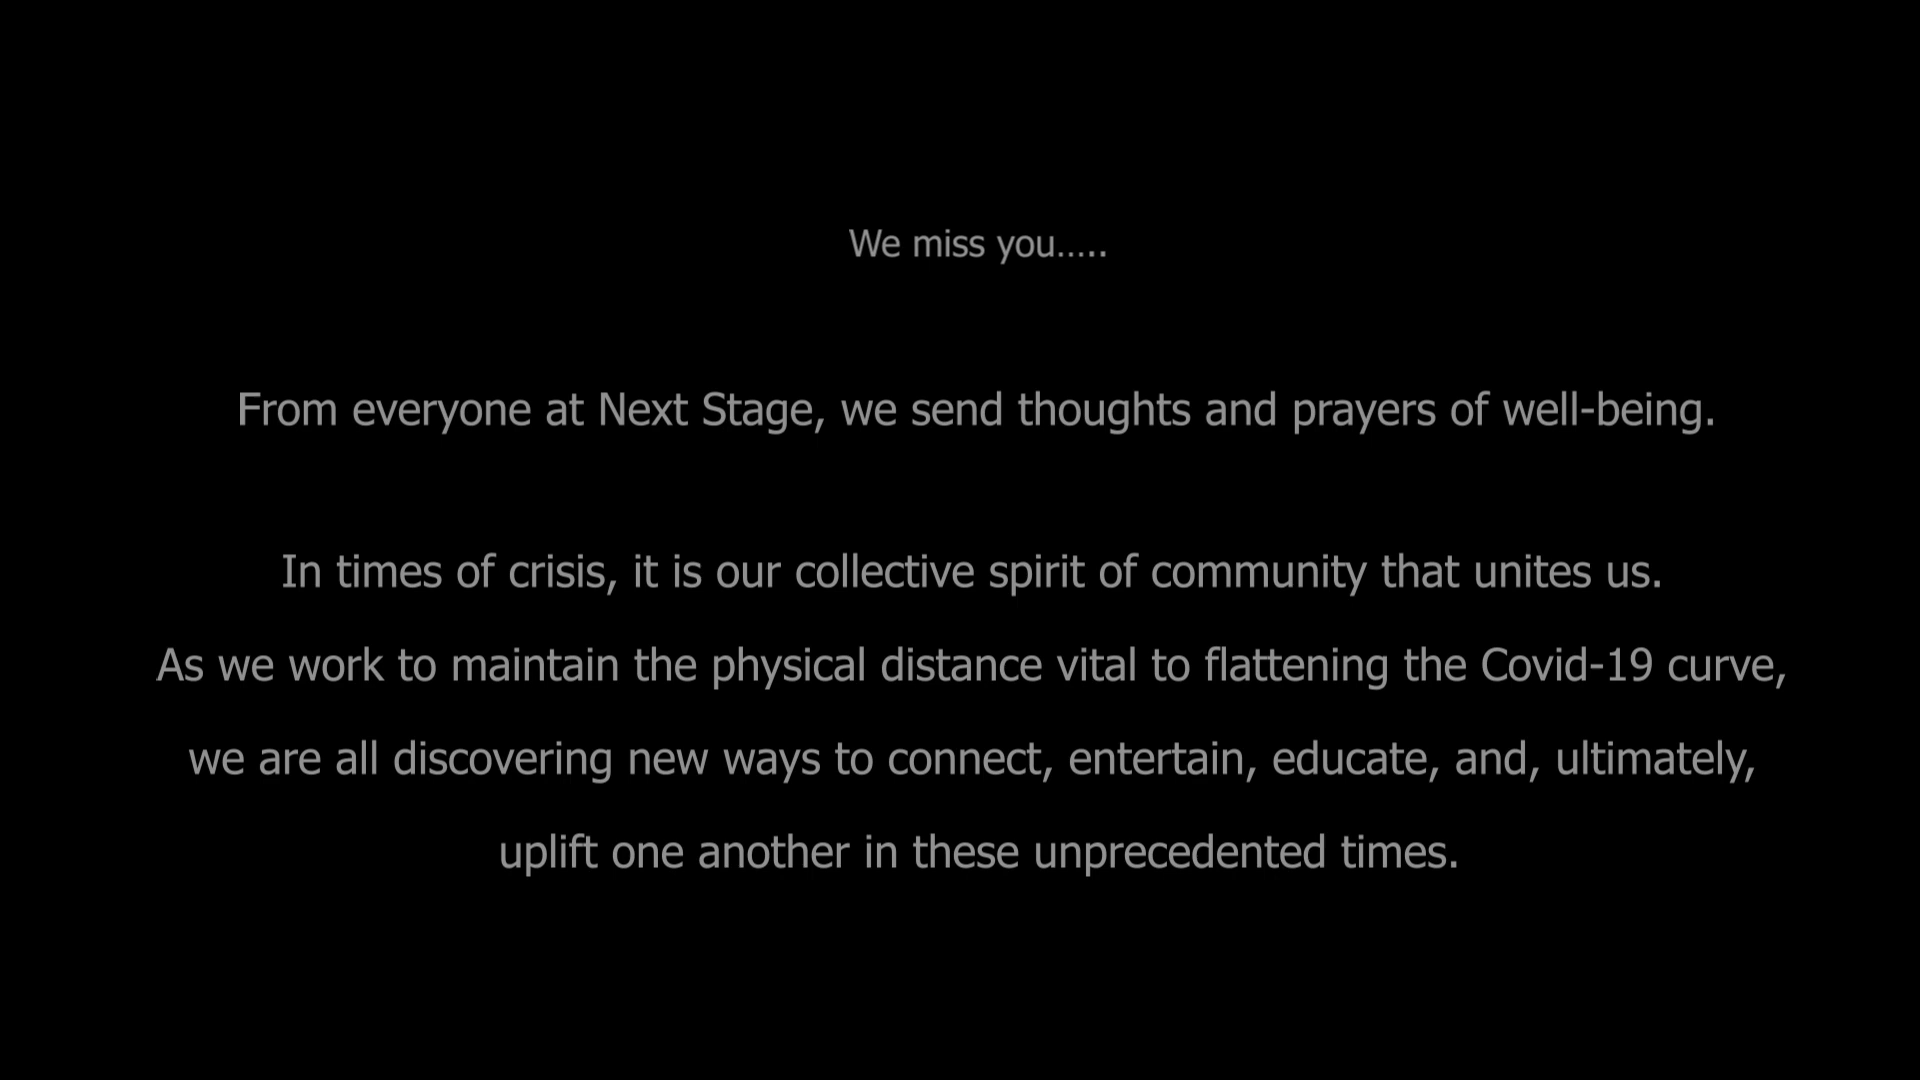 We miss you…..
From everyone at Next Stage, we send thoughts and prayers of well-being.
In times of crisis, it is our collective spirit of community that unites us.
As we work to maintain the physical distance vital to flattening the Covid-19 curve,
we are all discovering new ways to connect, entertain, educate, and, ultimately,
uplift one another in these unprecedented times.